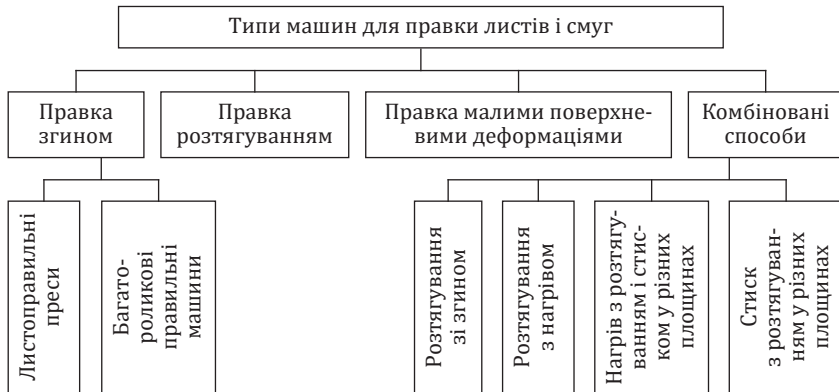 Типи машин для правки листів і смуг
Правка
згином
Правка
розтягуванням
Правка малими поверхне-
вими деформаціями
Комбіновані
способи
Листоправильні
преси
Багато-
роликові
правильні
машини
Розтягування
зі згином
Розтягування
з нагрівом
Нагрів з розтягу-
ванням і стис-
ком у різних
площинах
Стиск
з розтягуван-
ням у різних
площинах